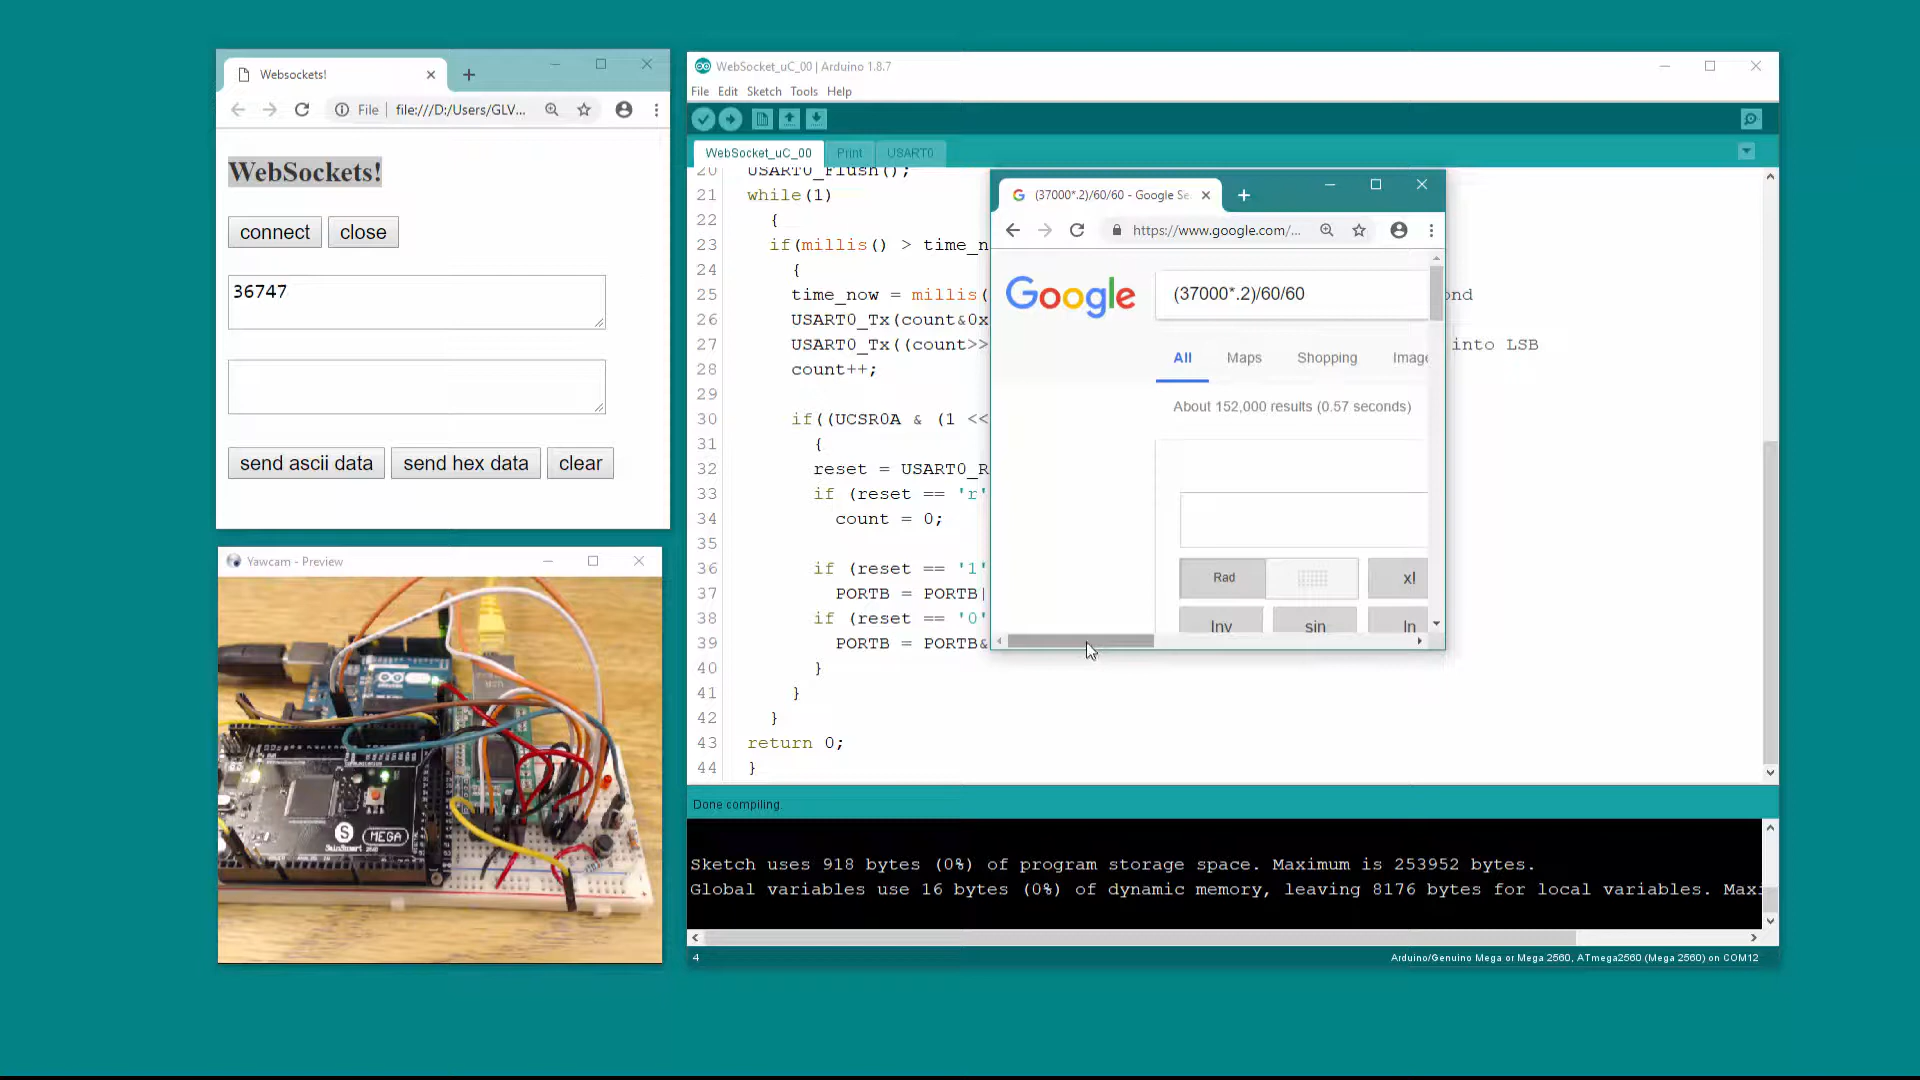 Websockets!
File
file:///D:/Users/GLV...
WebSockets!
connect
close
36747
send ascii data
send hex data
clear
Yawcam - Preview
S
SainSmart
MEGA
WebSocket_uC_00 | Arduino 1.8.7
File Edit Sketch Tools Help
WebSocket_uC_00
Print
USART0
20 USART0_Flush();
21 while(1)
22 {
23 if(millis() > time_n
24 {
25 time_now = millis( ond
26 USART0_Tx(count&0x
27 USART0_Tx((count>> into LSB
28 count++;
29
30 if((UCSR0A & (1 <<
31 {
32 reset = USART0_R
33 if (reset == 'r'
34 count = 0;
35
36 if (reset == '1'
37 PORTB = PORTB|
38 if (reset == '0'
39 PORTB = PORTB&
40 }
41 }
42 }
43 return 0;
44 }
(37000*.2)/60/60 - Google Se
https://www.google.com/...
Google
(37000*.2)/60/60
All
Maps
Shopping
Image
About 152,000 results (0.57 seconds)
Rad
x!
Inv
sin
ln
Done compiling.
Sketch uses 918 bytes (0%) of program storage space. Maximum is 253952 bytes.
Global variables use 16 bytes (0%) of dynamic memory, leaving 8176 bytes for local variables. Max
4
Arduino/Genuino Mega or Mega 2560, ATmega2560 (Mega 2560) on COM12